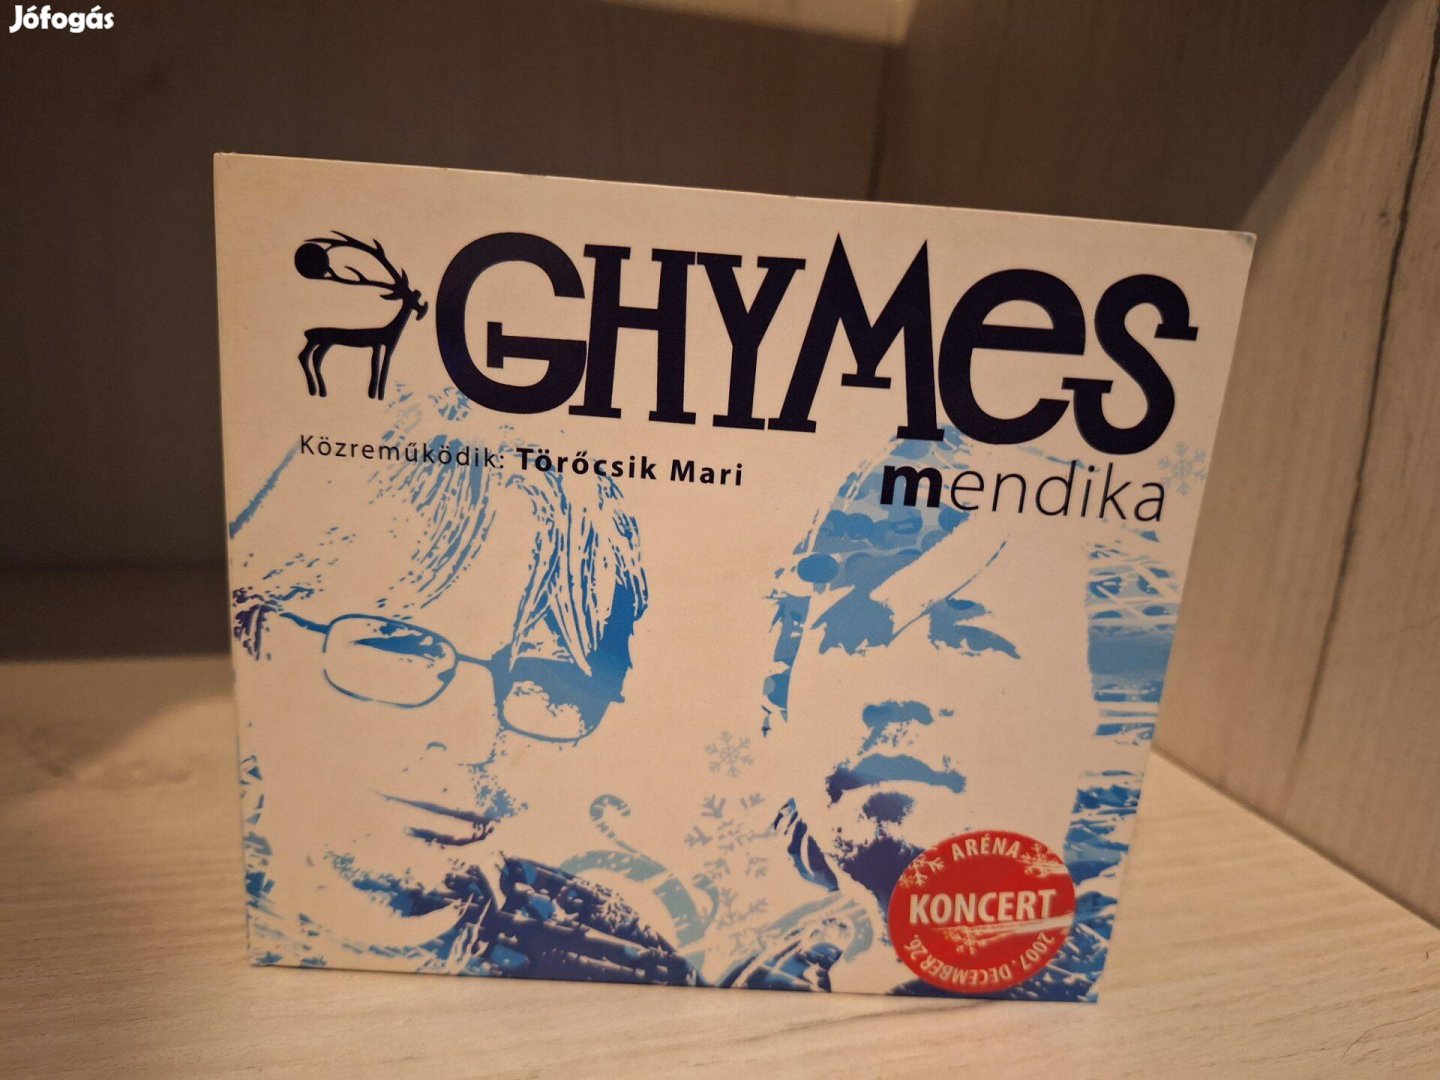 Jófogás
GHYMes
Közreműködik: Törőcsik Mari
mendika
ARÉNA
KONCERT
2007. DECEMBER 26.